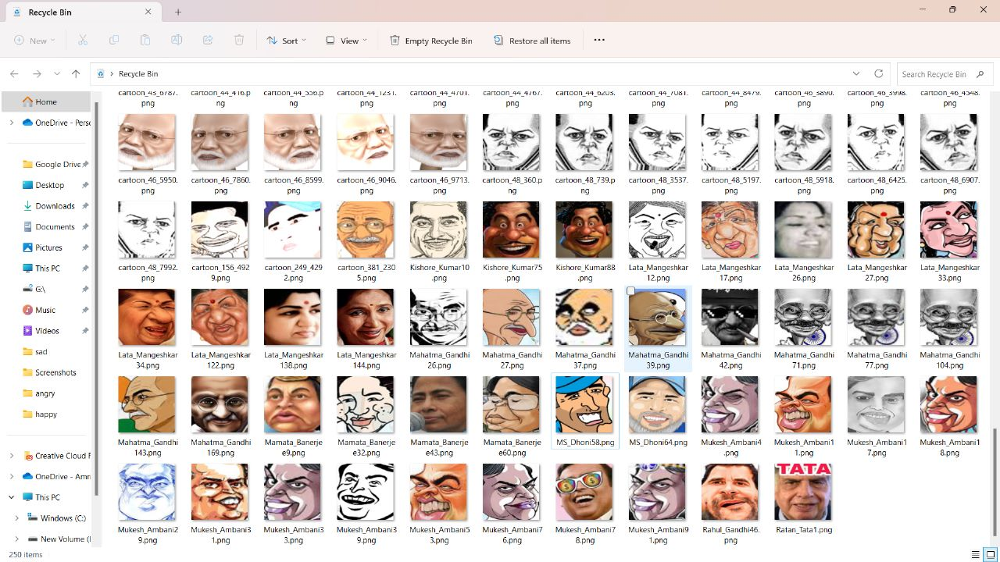 Recycle Bin
New
Sort
View
Empty Recycle Bin
Restore all items
Recycle Bin
Search Recycle Bin
Home
OneDrive - Perso
Google Drive
Desktop
Downloads
Documents
Pictures
This PC
G:\
Music
Videos
sad
Screenshots
angry
happy
Creative Cloud F
OneDrive - Amr
This PC
Windows (C:)
New Volume (
cartoon_43_6787.png
cartoon_44_416.png
cartoon_44_556.png
cartoon_44_1231.png
cartoon_44_4701.png
cartoon_44_4767.png
cartoon_44_6203.png
cartoon_44_7081.png
cartoon_44_8479.png
cartoon_46_3890.png
cartoon_46_3998.png
cartoon_46_4548.png
cartoon_46_5950.png
cartoon_46_7860.png
cartoon_46_8599.png
cartoon_46_9046.png
cartoon_46_9713.png
cartoon_48_360.png
cartoon_48_739.png
cartoon_48_3537.png
cartoon_48_5197.png
cartoon_48_5918.png
cartoon_48_6425.png
cartoon_48_6907.png
cartoon_48_7992.png
cartoon_156_4929.png
cartoon_249_4292.png
cartoon_381_2305.png
Kishore_Kumar10.png
Kishore_Kumar75.png
Kishore_Kumar88.png
Lata_Mangeshkar12.png
Lata_Mangeshkar17.png
Lata_Mangeshkar26.png
Lata_Mangeshkar27.png
Lata_Mangeshkar33.png
Lata_Mangeshkar34.png
Lata_Mangeshkar122.png
Lata_Mangeshkar138.png
Lata_Mangeshkar144.png
Mahatma_Gandhi26.png
Mahatma_Gandhi27.png
Mahatma_Gandhi37.png
Mahatma_Gandhi39.png
Mahatma_Gandhi42.png
Mahatma_Gandhi71.png
Mahatma_Gandhi77.png
Mahatma_Gandhi104.png
Mahatma_Gandhi143.png
Mahatma_Gandhi169.png
Mamata_Banerjee9.png
Mamata_Banerjee32.png
Mamata_Banerjee43.png
Mamata_Banerjee60.png
MS_Dhoni58.png
MS_Dhoni64.png
Mukesh_Ambani4.png
Mukesh_Ambani11.png
Mukesh_Ambani17.png
Mukesh_Ambani18.png
TATA
Mukesh_Ambani29.png
Mukesh_Ambani31.png
Mukesh_Ambani33.png
Mukesh_Ambani39.png
Mukesh_Ambani53.png
Mukesh_Ambani76.png
Mukesh_Ambani78.png
Mukesh_Ambani91.png
Rahul_Gandhi46.png
Ratan_Tata1.png
250 items